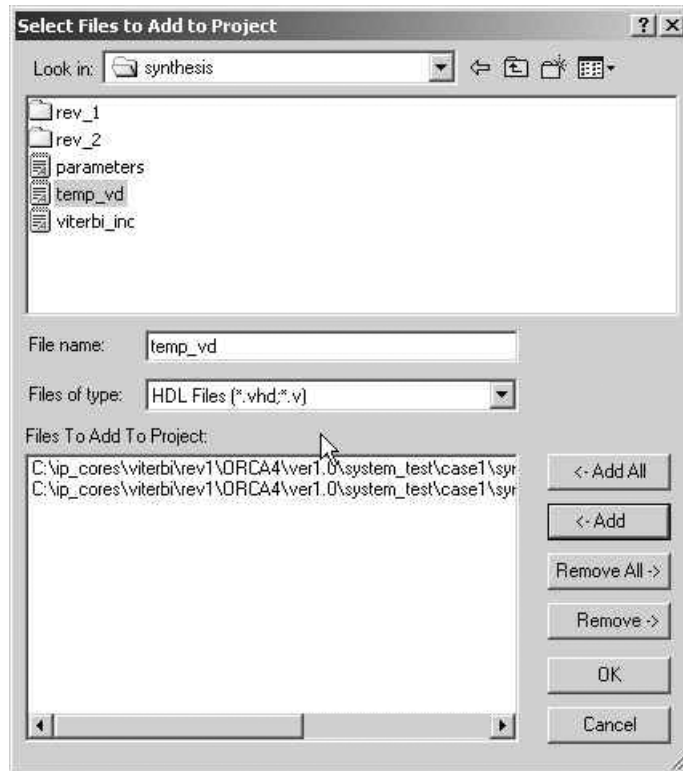 Select Files to Add to Project
Look in: synthesis
rev_1
rev_2
parameters
temp_vd
viterbi_inc
File name: temp_vd
Files of type: HDL Files (*.vhd;*.v)
Files To Add To Project:
C:\ip_cores\viterbi\rev1\ORCA4\ver1.0\system_test\case1\syn
C:\ip_cores\viterbi\rev1\ORCA4\ver1.0\system_test\case1\syn
<- Add All
<- Add
Remove All ->
Remove ->
OK
Cancel